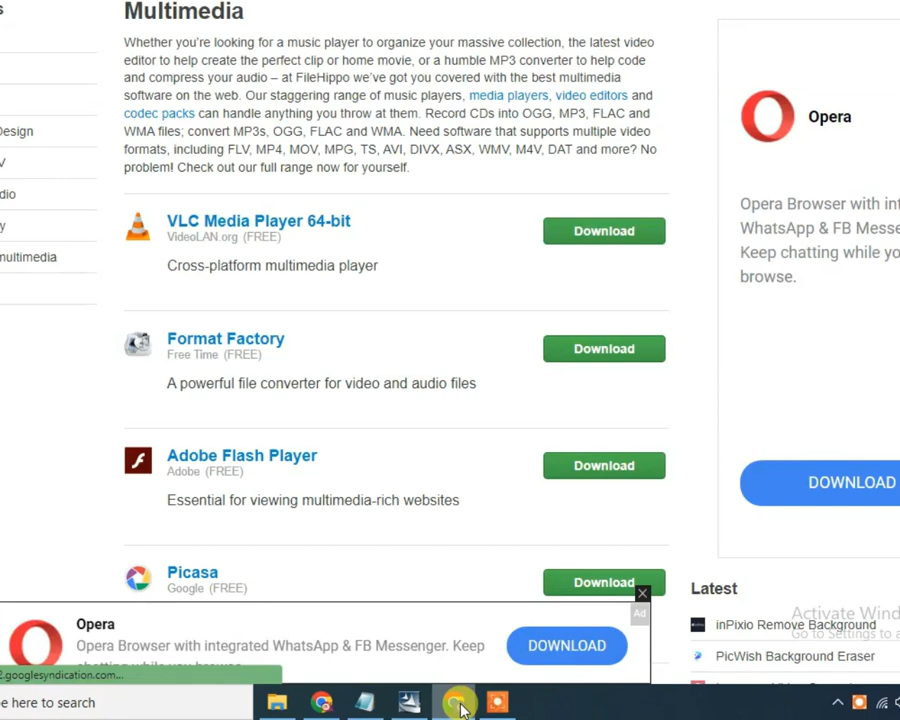 s
Multimedia
Whether you're looking for a music player to organize your massive collection, the latest video
editor to help create the perfect clip or home movie, or a humble MP3 converter to help code
and compress your audio – at FileHippo we've got you covered with the best multimedia
software on the web. Our staggering range of music players, media players, video editors and
codec packs can handle anything you throw at them. Record CDs into OGG, MP3, FLAC and
WMA files; convert MP3s, OGG, FLAC and WMA. Need software that supports multiple video
formats, including FLV, MP4, MOV, MPG, TS, AVI, DIVX, ASX, WMV, M4V, DAT and more? No
problem! Check out our full range now for yourself.
Design
V
dio
y
multimedia
VLC Media Player 64-bit
VideoLAN.org (FREE)
Cross-platform multimedia player
Download
Format Factory
Free Time (FREE)
A powerful file converter for video and audio files
Download
Adobe Flash Player
Adobe (FREE)
Essential for viewing multimedia-rich websites
Download
Picasa
Google (FREE)
Download
Opera
Opera Browser with int
WhatsApp & FB Messe
Keep chatting while yo
browse.
DOWNLOAD
Latest
inPixio Remove Background
PicWish Background Eraser
Activate Wind
Go to Settings to a
Ad
Opera
Opera Browser with integrated WhatsApp & FB Messenger. Keep
chatting while you browse.
DOWNLOAD
2.googlesyndication.com...
e here to search